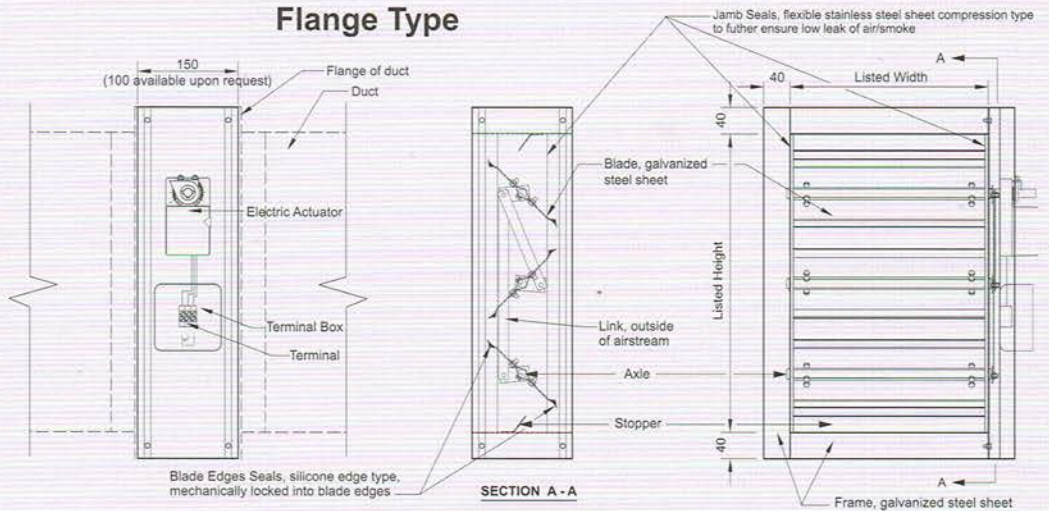 Flange Type
Jamb Seals, flexible stainless steel sheet compression type
to futher ensure low leak of air/smoke
150
(100 available upon request)
Flange of duct
Duct
A
40
Listed Width
40
Blade, galvanized
steel sheet
Electric Actuator
Listed Height
Terminal Box
Terminal
Link, outside
of airstream
Axle
Stopper
40
Blade Edges Seals, silicone edge type,
mechanically locked into blade edges
SECTION A - A
A
Frame, galvanized steel sheet